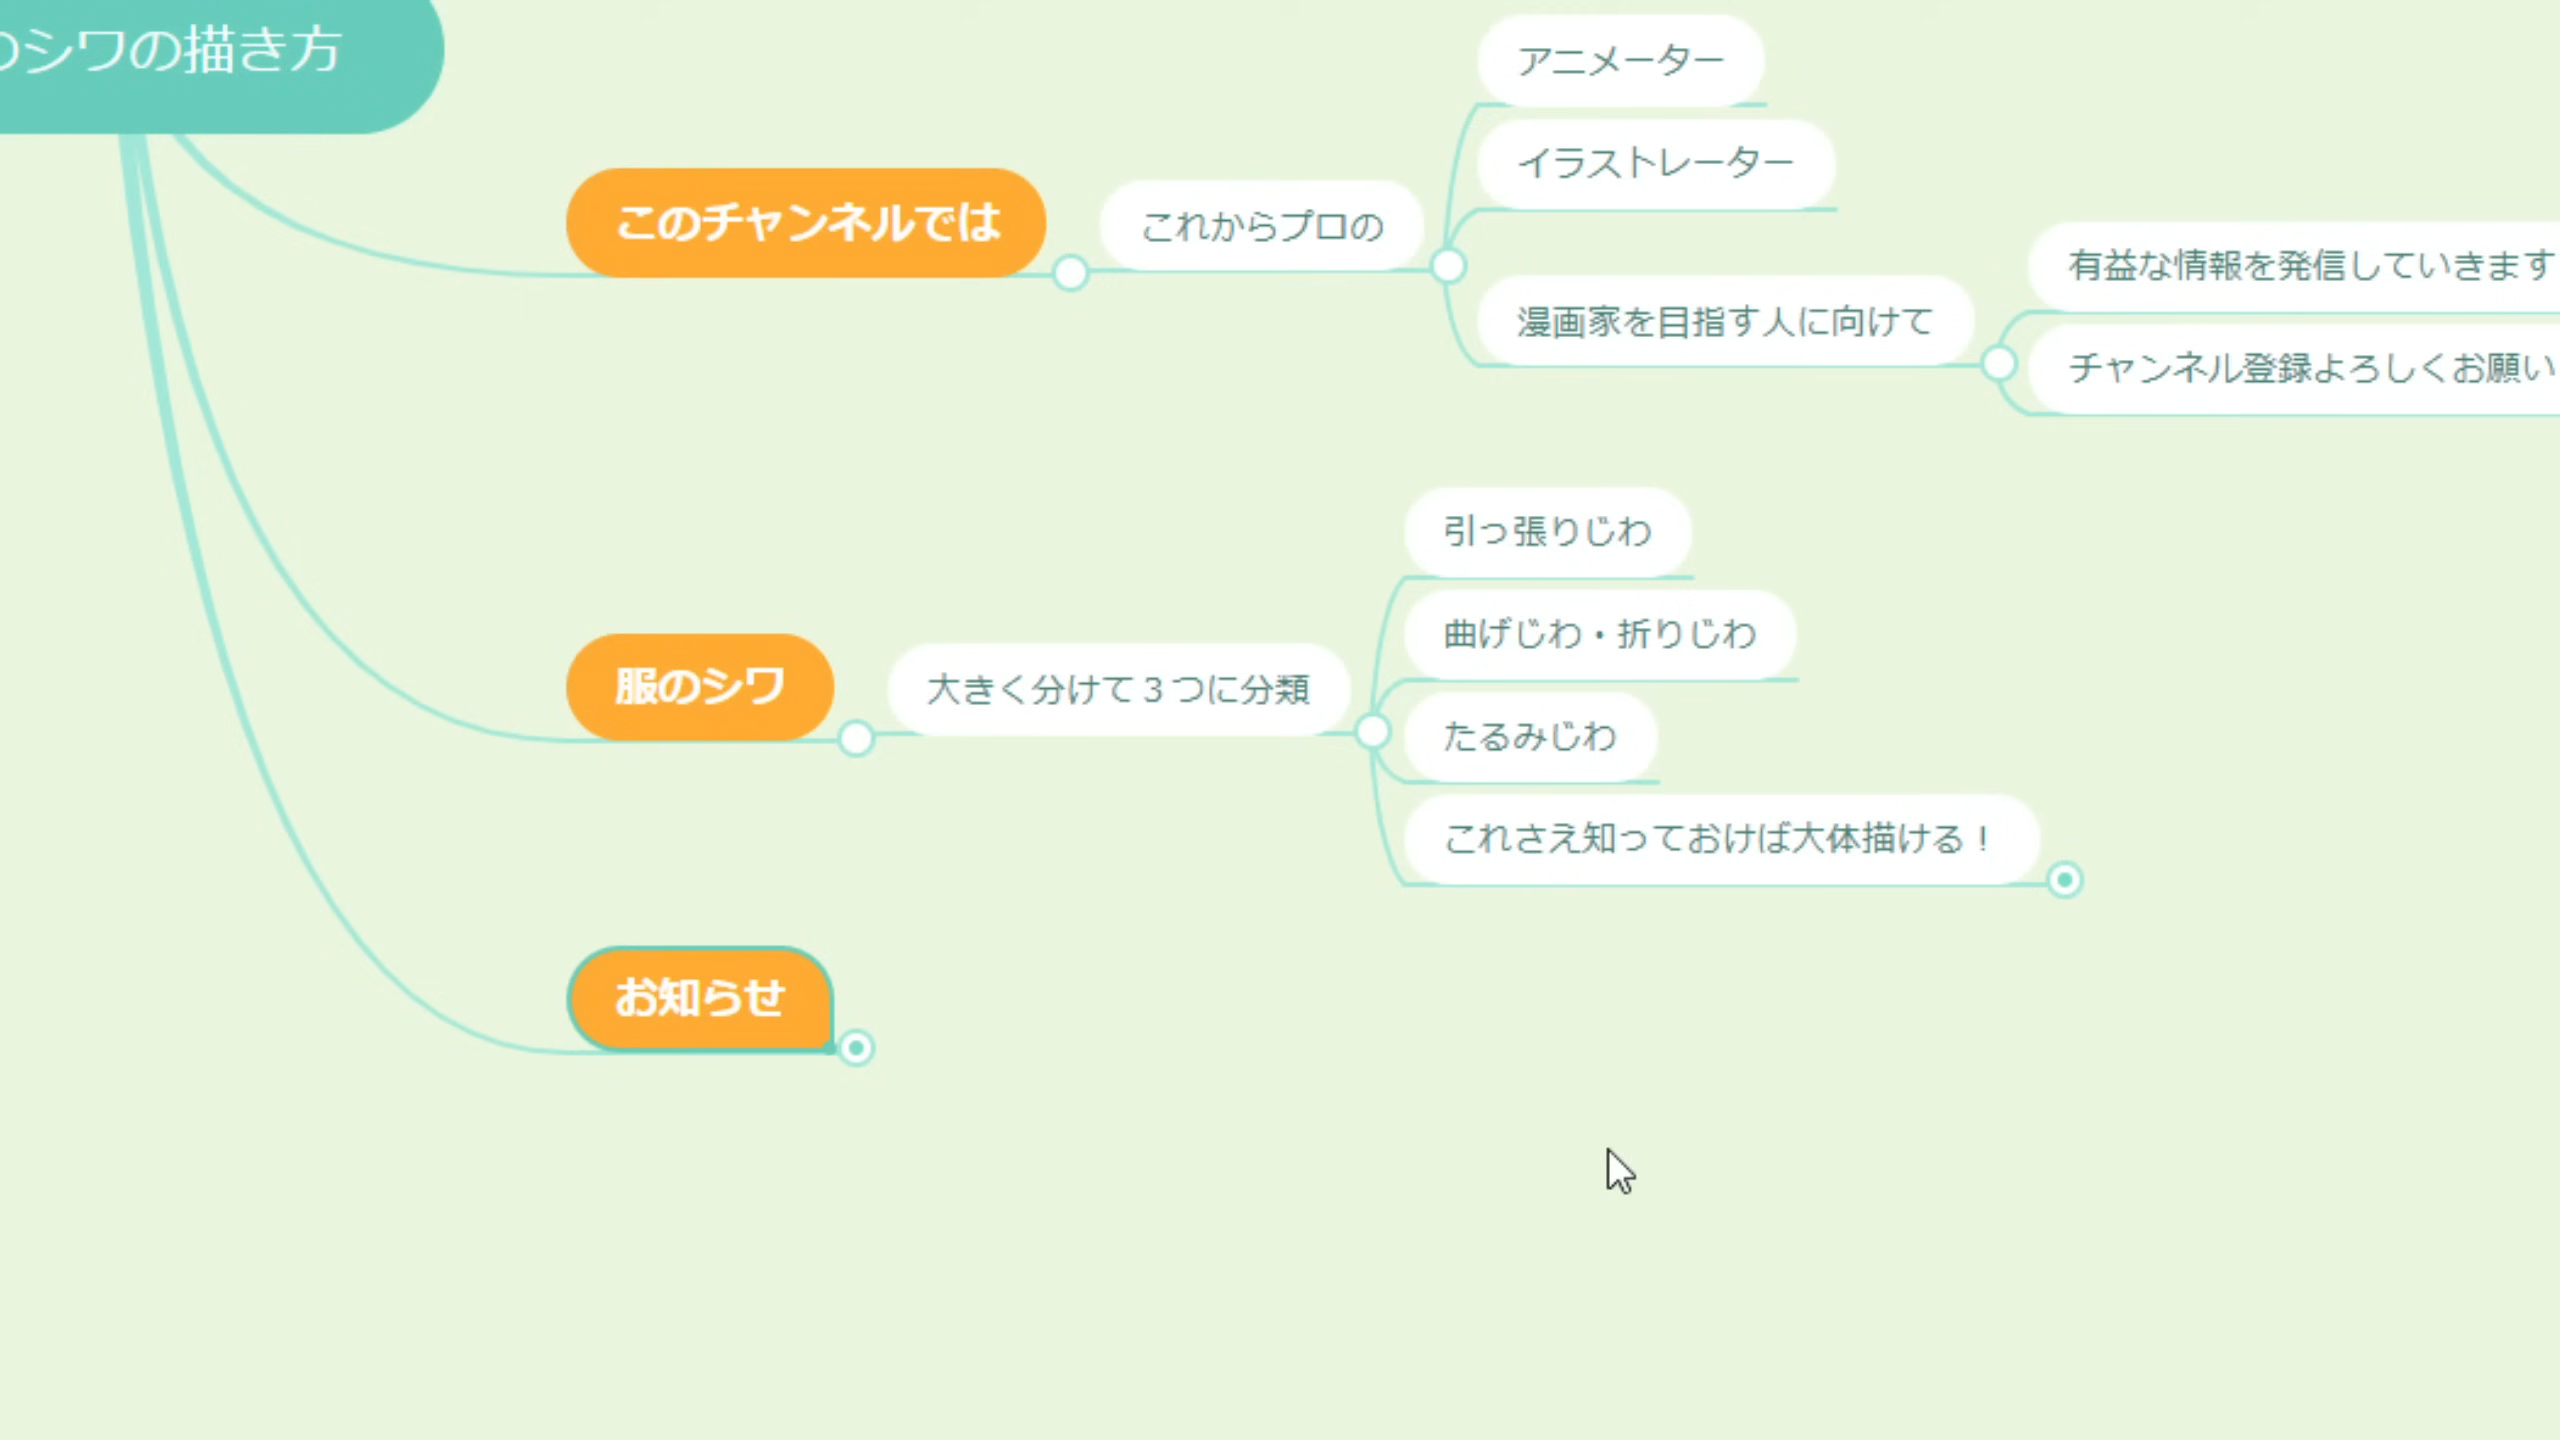 のシワの描き方
このチャンネルでは
これからプロの
アニメーター
イラストレーター
漫画家を目指す人に向けて
有益な情報を発信していきます
チャンネル登録よろしくお願い
服のシワ
大きく分けて３つに分類
引っ張りじわ
曲げじわ・折りじわ
たるみじわ
これさえ知っておけば大体描ける！
お知らせ